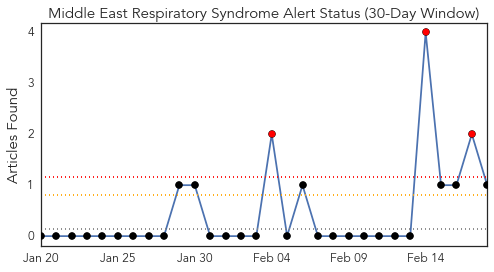 Middle East Respiratory Syndrome Alert Status (30-Day Window)
Articles Found
4
3
2
1
0
Jan 20 Jan 25 Jan 30 Feb 04 Feb 09 Feb 14